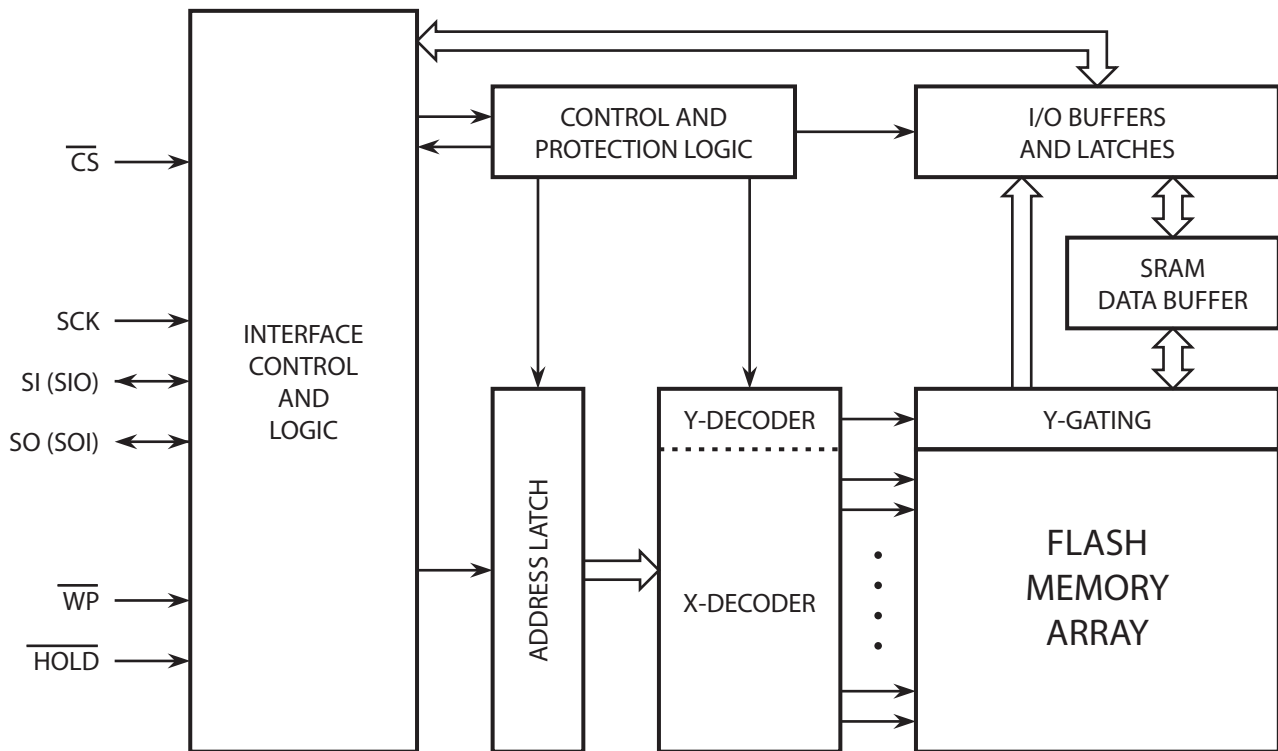 CS
SCK
SI (SIO)
SO (SOI)
WP
HOLD
INTERFACE
CONTROL
AND
LOGIC
CONTROL AND
PROTECTION LOGIC
I/O BUFFERS
AND LATCHES
SRAM
DATA BUFFER
ADDRESS LATCH
Y-DECODER
X-DECODER
Y-GATING
FLASH
MEMORY
ARRAY